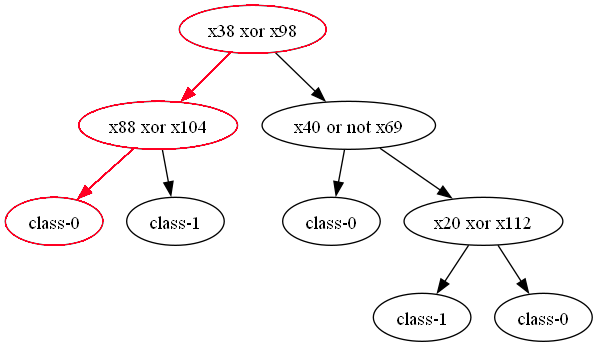 x38 xor x98
x88 xor x104
x40 or not x69
class-0
class-1
class-0
x20 xor x112
class-1
class-0